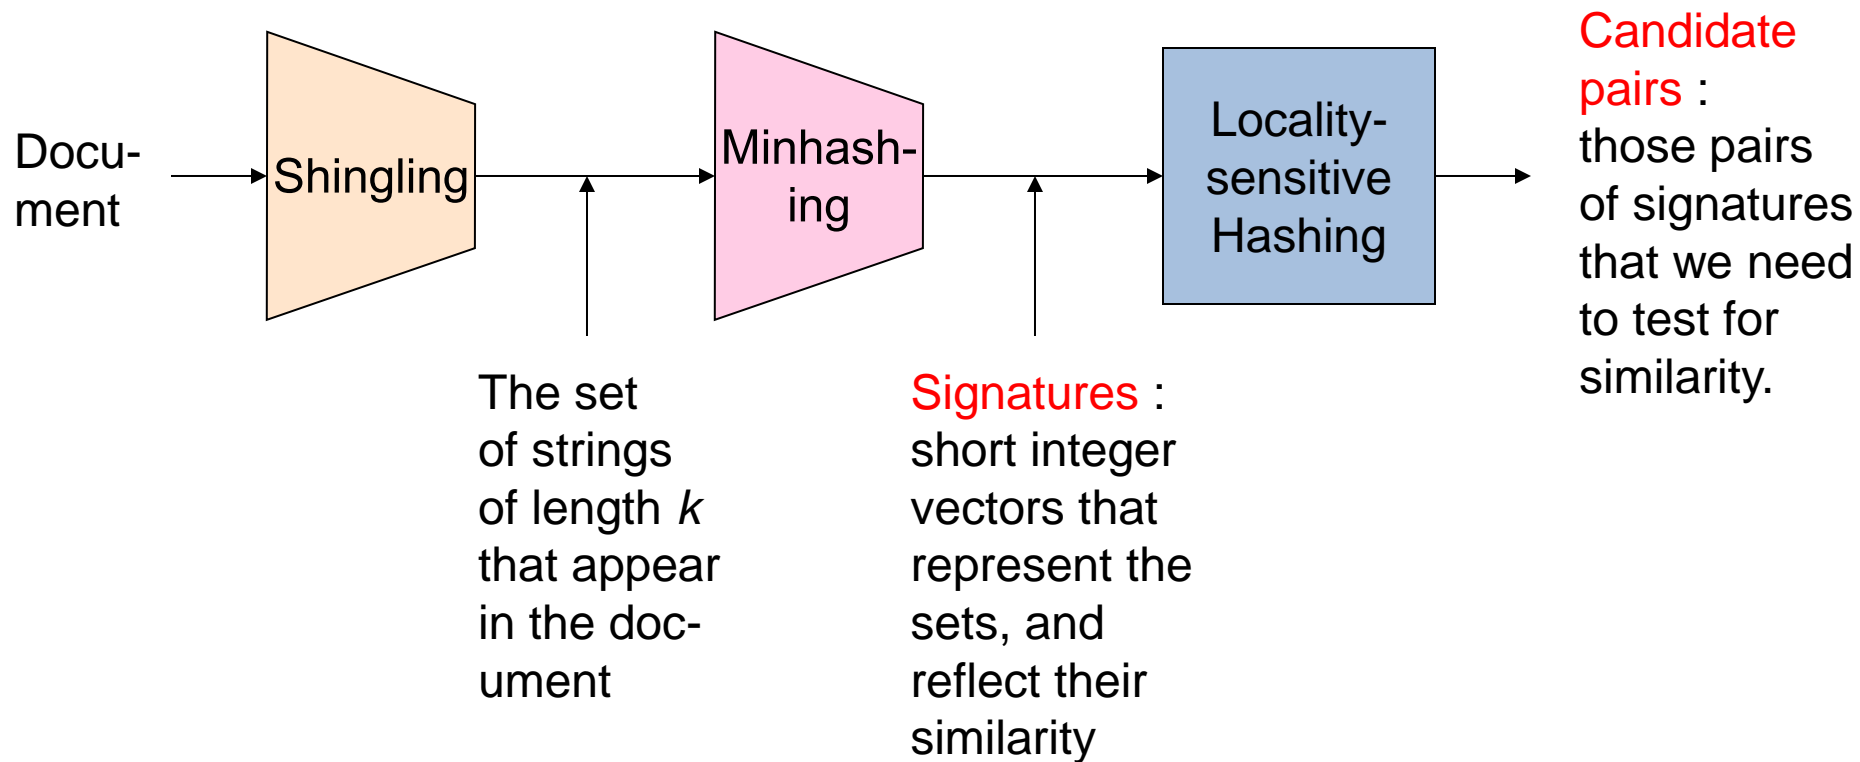 Docu-
ment
Shingling
The set
of strings
of length k
that appear
in the doc-
ument
Minhash-
ing
Signatures :
short integer
vectors that
represent the
sets, and
reflect their
similarity
Locality-
sensitive
Hashing
Candidate
pairs :
those pairs
of signatures
that we need
to test for
similarity.